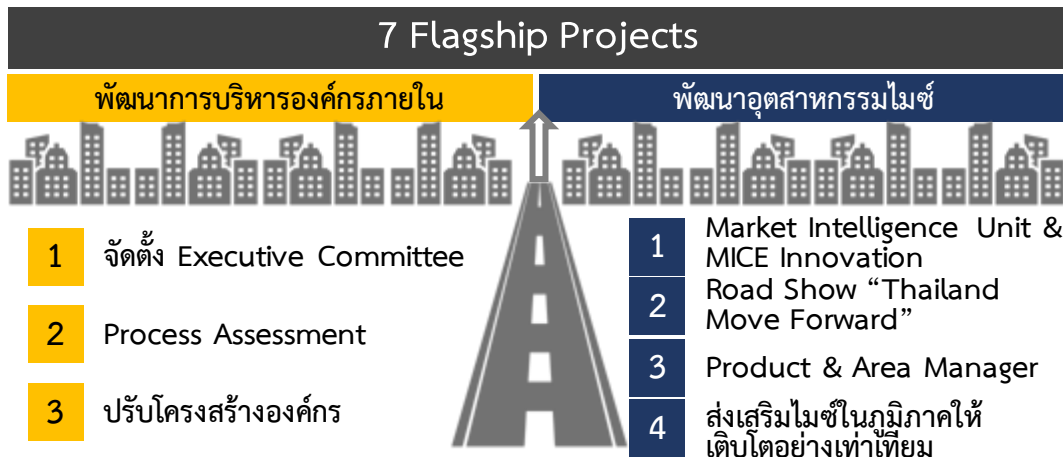 7 Flagship Projects
พัฒนาการบริหารองค์กรภายใน
พัฒนาอุตสาหกรรมไมซ์
1 จัดตั้ง Executive Committee
2 Process Assessment
3 ปรับโครงสร้างองค์กร
1 Market Intelligence Unit &
MICE Innovation
2 Road Show “Thailand
Move Forward”
3 Product & Area Manager
4 ส่งเสริมไมซ์ในภูมิภาคให้
เติบโตอย่างเท่าเทียม